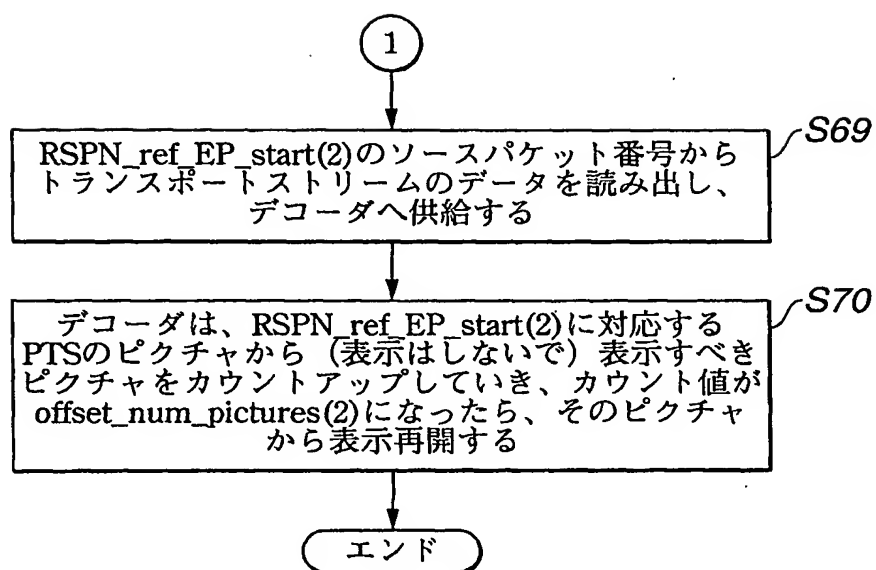 1
S69
RSPN_ref_EP_start(2)のソースパケット番号から
トランスポートストリームのデータを読み出し、
デコーダへ供給する
S70
デコーダは、RSPN_ref_EP_start(2)に対応する
PTSのピクチャから（表示はしないで）表示すべき
ピクチャをカウントアップしていき、カウント値が
offset_num_pictures(2)になったら、そのピクチャ
から表示再開する
エンド